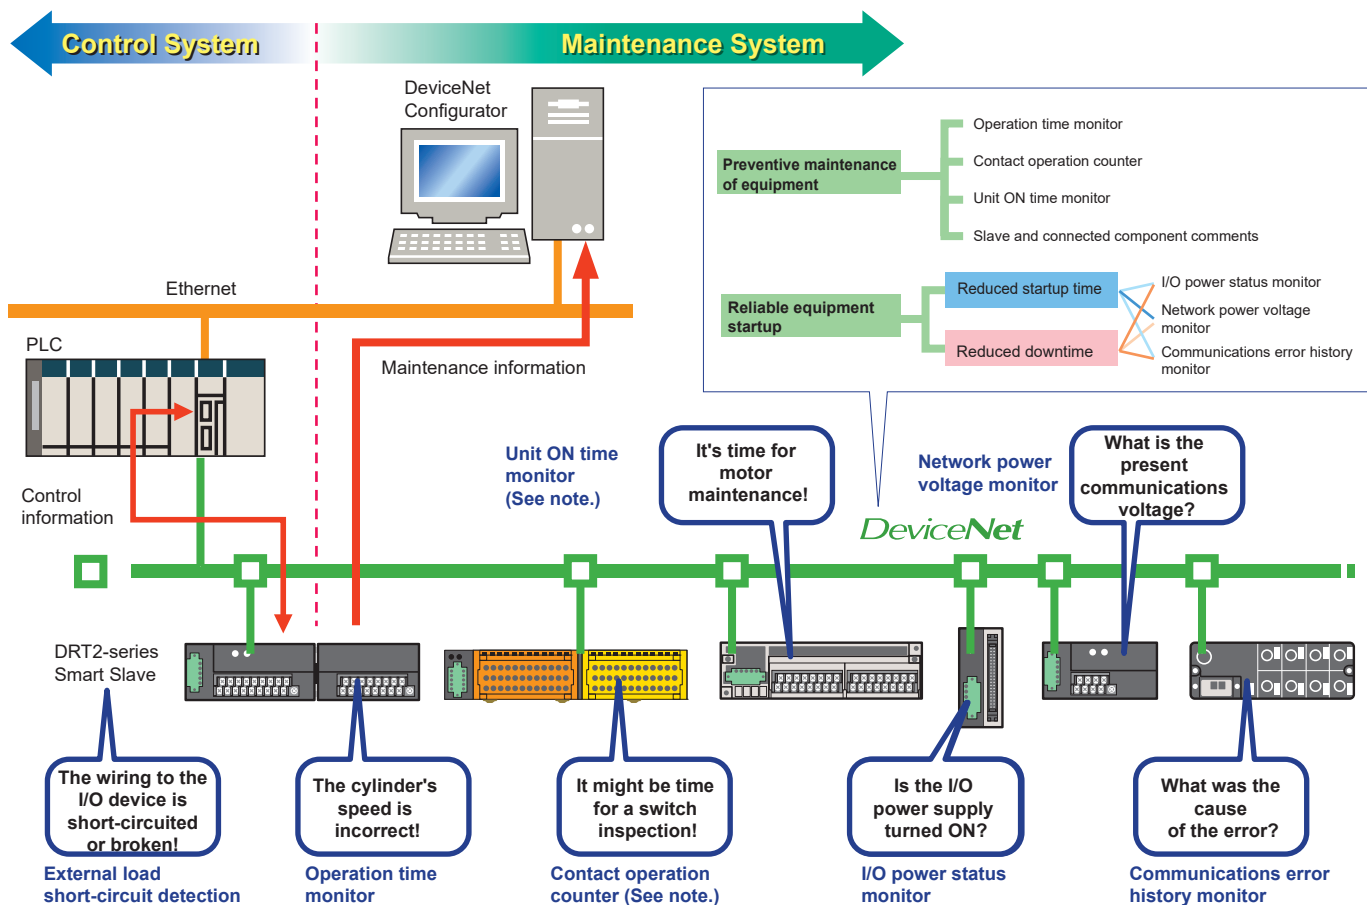 Control System
Maintenance System
DeviceNet
Configurator
Operation time monitor
Contact operation counter
Preventive maintenance
of equipment
Unit ON time monitor
Slave and connected component comments
Ethernet
Reduced startup time
I/O power status monitor
Reliable equipment
startup
Network power voltage
monitor
Reduced downtime
Communications error history
monitor
PLC
Maintenance information
Control
information
Unit ON time
monitor
(See note.)
It's time for
motor
maintenance!
Network power
voltage monitor
What is the
present
communications
voltage?
DeviceNet
DRT2-series
Smart Slave
The wiring to the
I/O device is
short-circuited
or broken!
The cylinder's
speed is
incorrect!
It might be time
for a switch
inspection!
Is the I/O
power supply
turned ON?
What was the
cause
of the error?
External load
short-circuit detection
Operation time
monitor
Contact operation
counter (See note.)
I/O power status
monitor
Communications error
history monitor